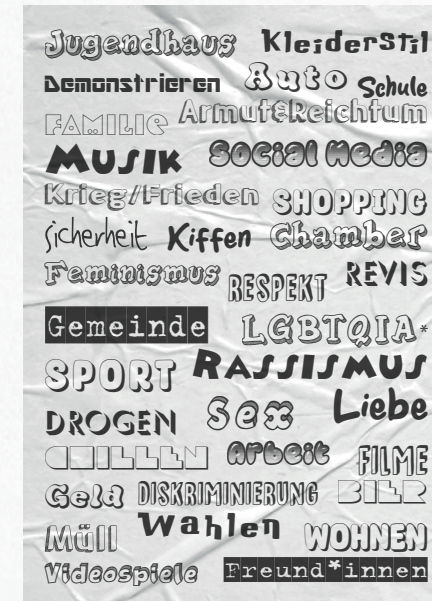 Jugendhaus KleiderStil
Demonstrieren Auto Schule
FAMILIE Armut&Reichtum
MUSIK Social Media
Krieg/Frieden SHOPPING
Sicherheit Kiffen Chamber
Feminismus RESPEKT REVIS
Gemeinde LGBTQIA*
SPORT RASSISMUS
DROGEN Sex Liebe
CHILLEN Arbeit FILME
Geld DISKRIMINIERUNG BIER
Müll Wahlen WOHNEN
Videospiele Freund*innen